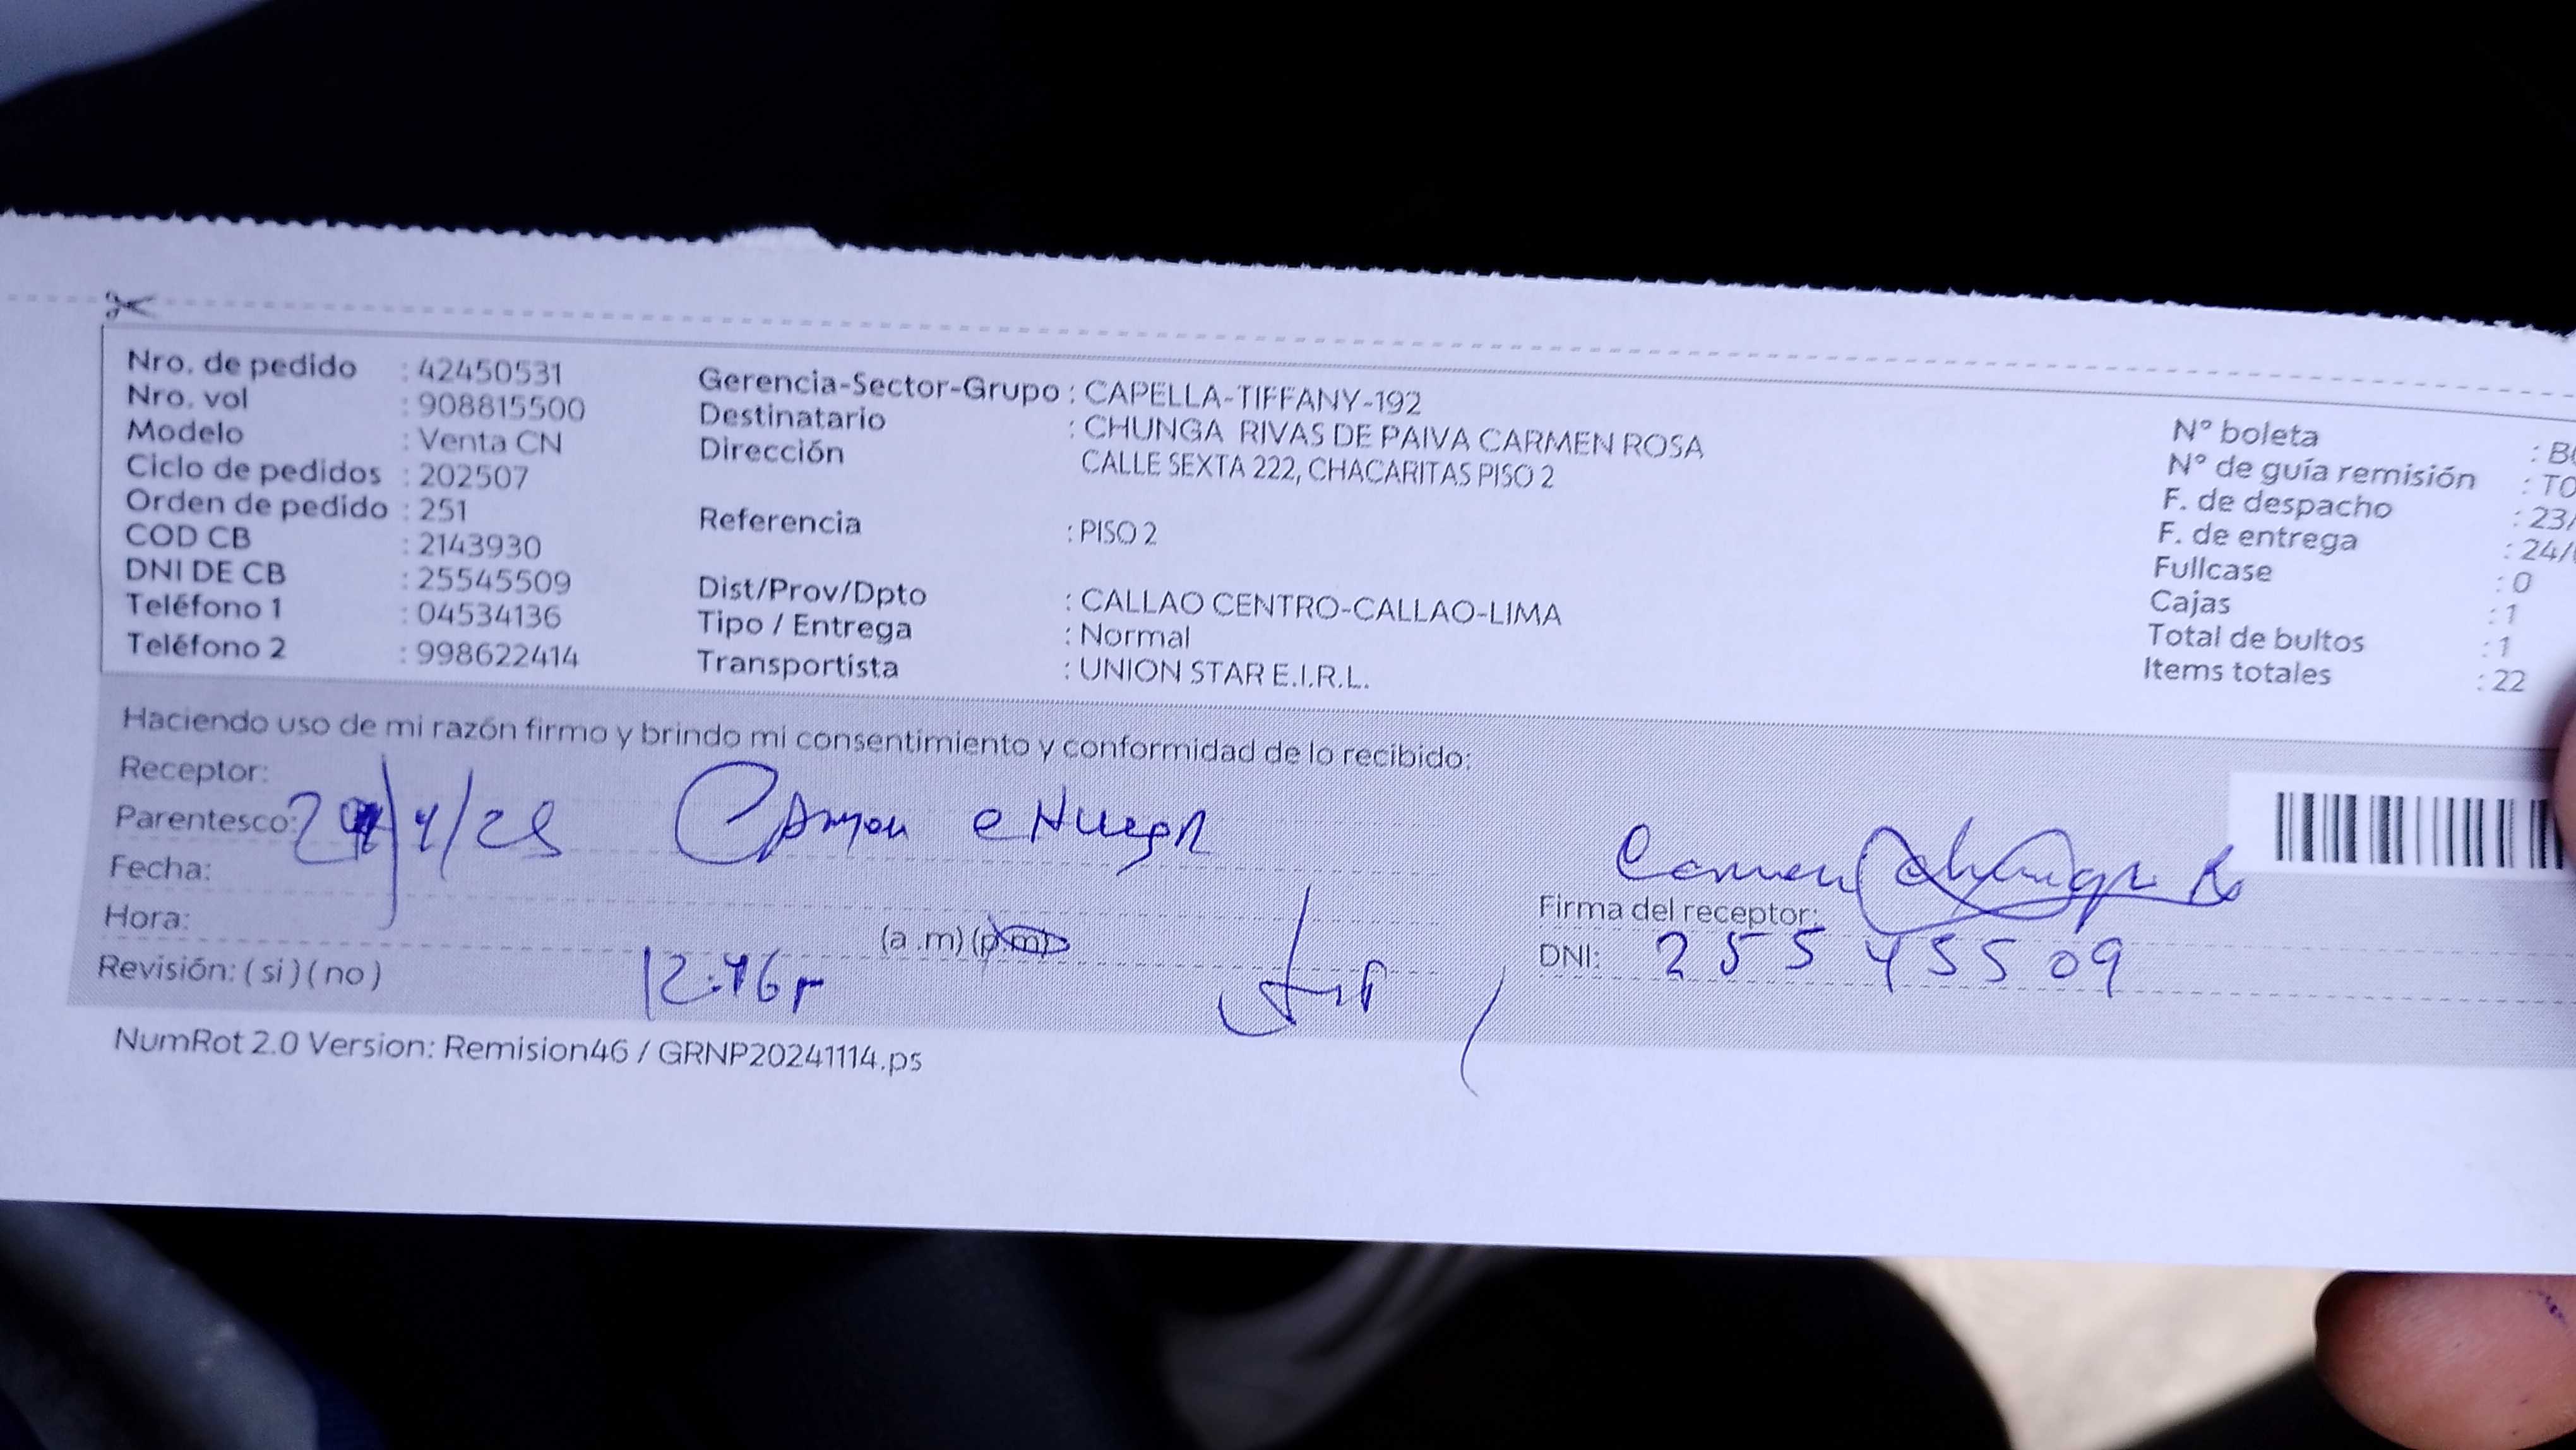 Nro. de pedido : 42450531
Nro. vol : 908815500
Modelo : Venta CN
Ciclo de pedidos : 202507
Orden de pedido : 251
COD CB : 2143930
DNI DE CB : 25545509
Teléfono 1 : 04534136
Teléfono 2 : 998622414
Gerencia-Sector-Grupo : CAPELLA-TIFFANY-192
Destinatario : CHUNGA RIVAS DE PAIVA CARMEN ROSA
Dirección CALLE SEXTA 222, CHACARITAS PISO 2
Referencia : PISO 2
Dist/Prov/Dpto : CALLAO CENTRO-CALLAO-LIMA
Tipo / Entrega : Normal
Transportista : UNION STAR E.I.R.L.
N° boleta :
N° de guía remisión :
F. de despacho : 23/
F. de entrega : 24/
Fullcase : 0
Cajas : 1
Total de bultos : 1
Items totales : 22
Haciendo uso de mi razón firmo y brindo mi consentimiento y conformidad de lo recibido:
Receptor:
Parentesco:
Fecha:
Hora: (a .m) (p.m)
12:46
Revisión: ( si ) ( no )
Carmen Chunga R
Firma del receptor:
DNI: 25545509
NumRot 2.0 Version: Remision46 / GRNP20241114.ps